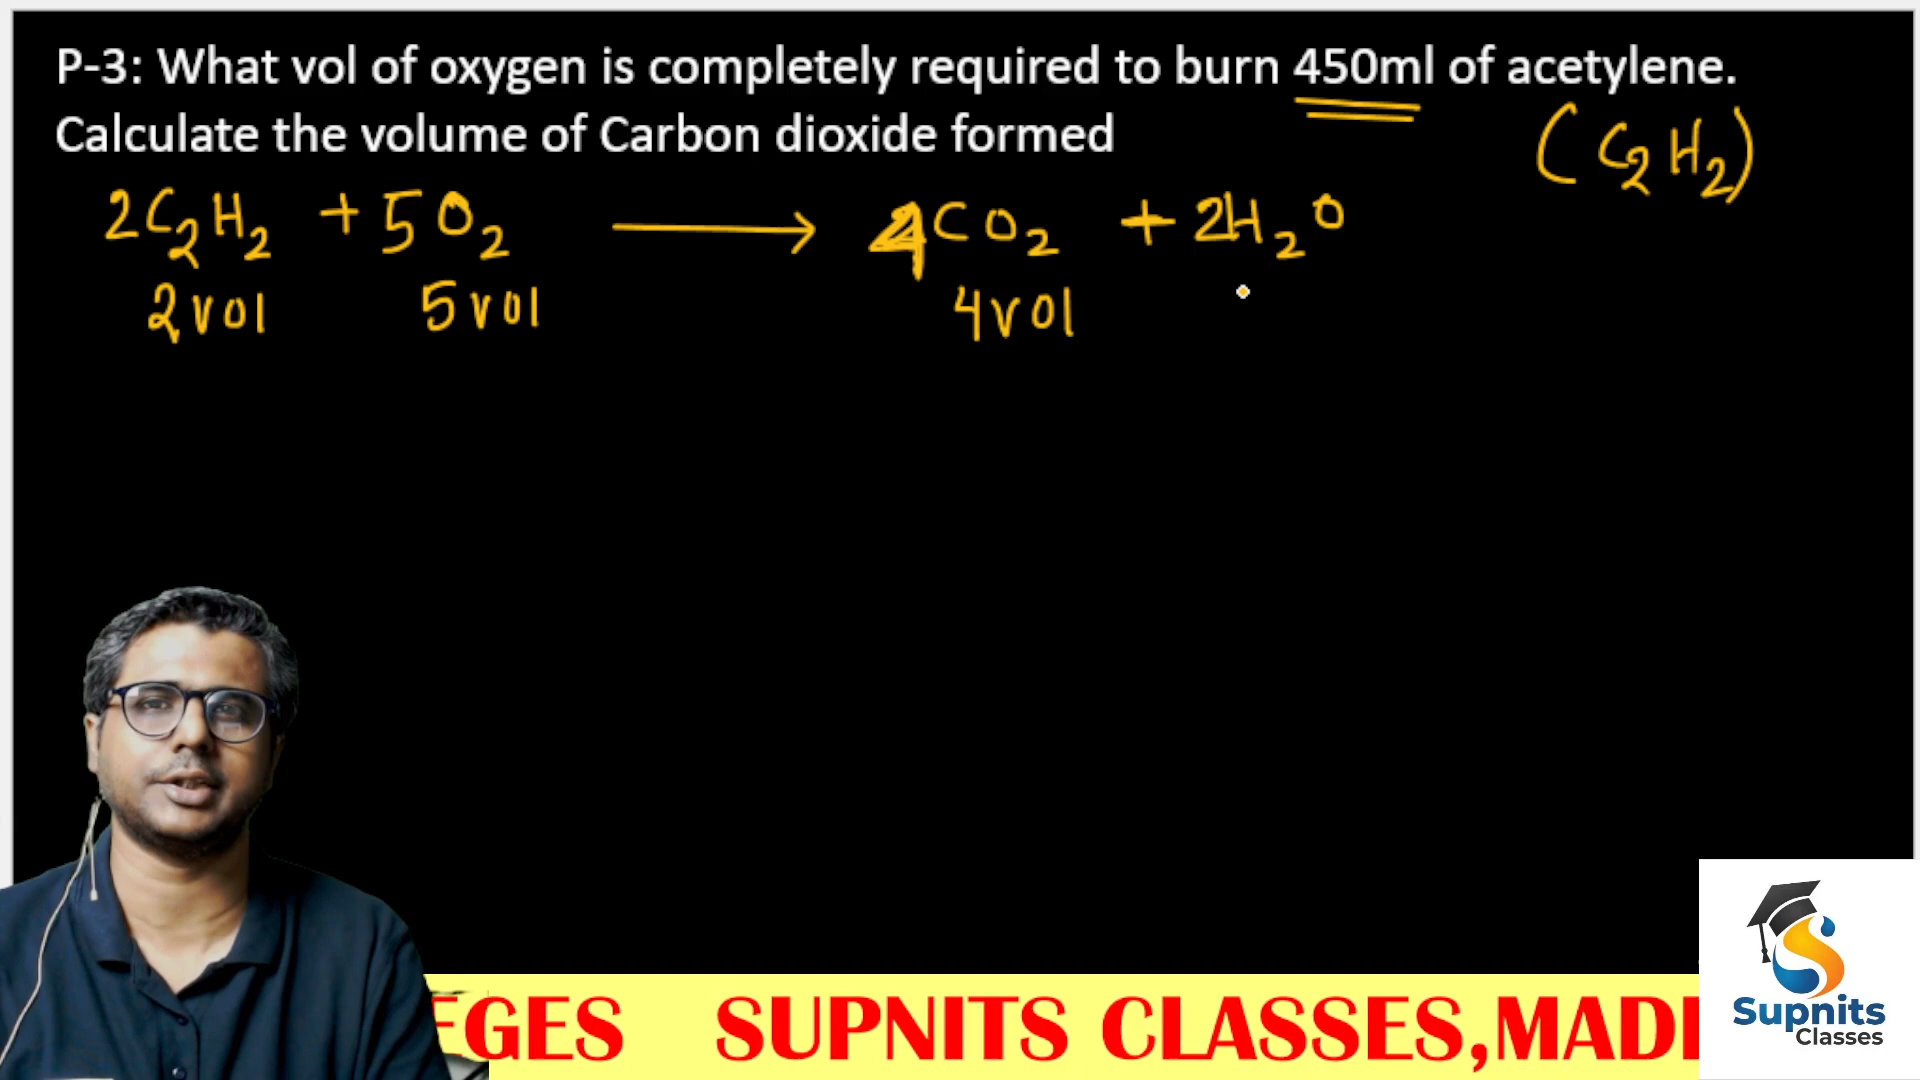 P-3: What vol of oxygen is completely required to burn 450ml of acetylene.
Calculate the volume of Carbon dioxide formed
(C2H2)
2C2H2 + 5O2 ⟶ 4CO2 + 2H2O
2vol 5vol 4vol
EGES SUPNITS CLASSES,MADI
Supnits
Classes